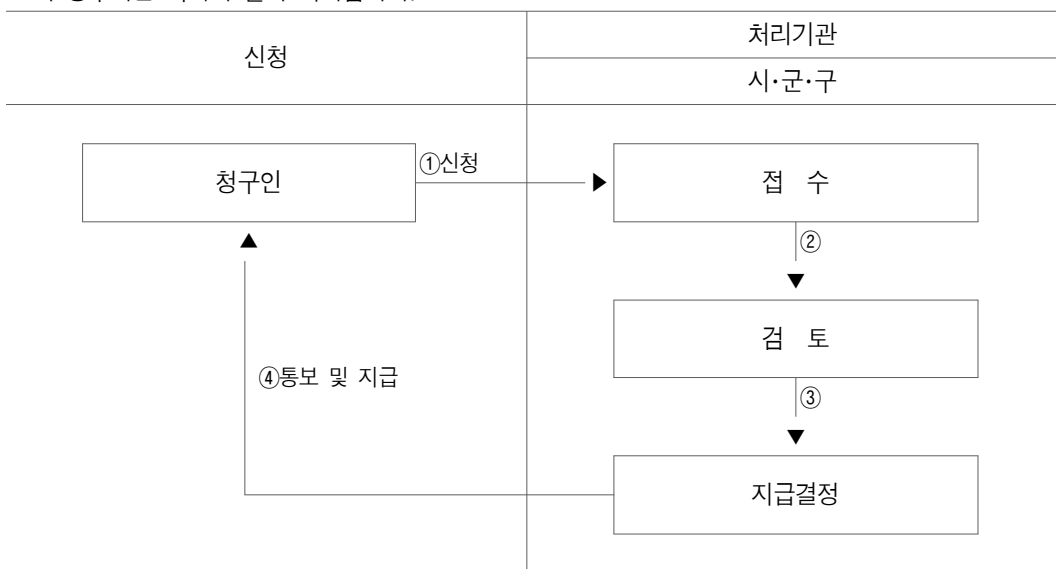 신청
처리기관
시·군·구
청구인
①신청
접 수
②
검 토
③
④통보 및 지급
지급결정